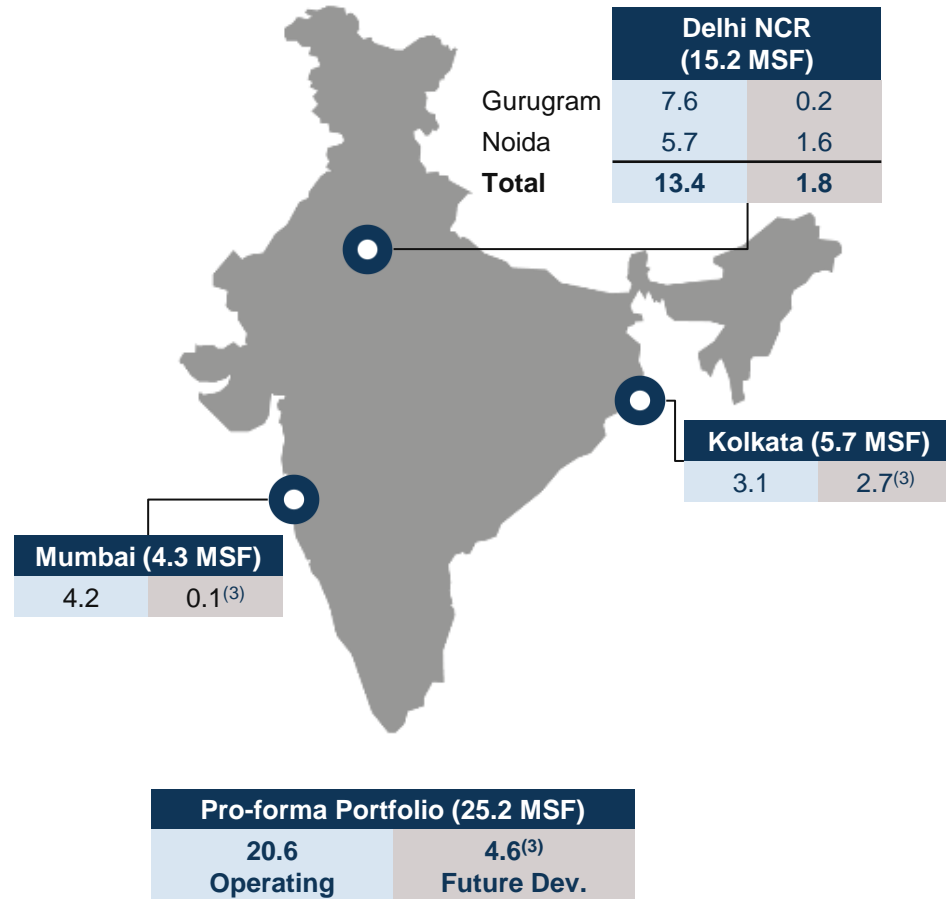 Delhi NCR
(15.2 MSF)
Gurugram 7.6 0.2
Noida 5.7 1.6
Total 13.4 1.8
Kolkata (5.7 MSF)
3.1 2.7(3)
Mumbai (4.3 MSF)
4.2 0.1(3)
Pro-forma Portfolio (25.2 MSF)
20.6 4.6(3)
Operating Future Dev.